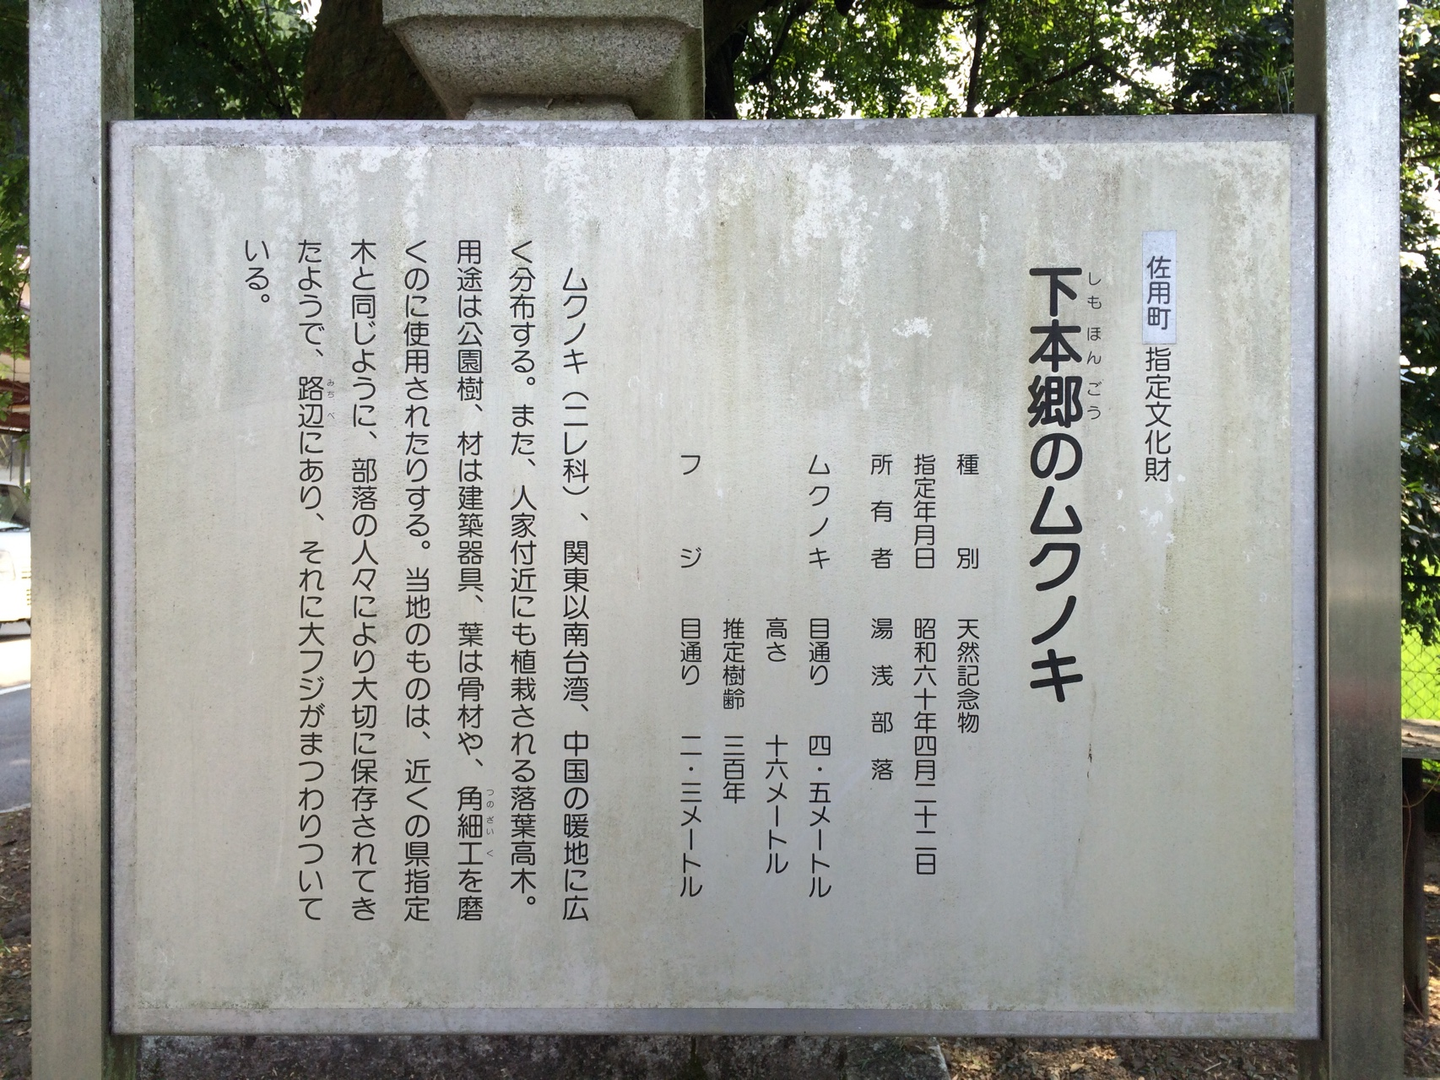 佐用町指定文化財
下本郷のムクノキ
しもほんごう
種別 天然記念物
指定年月日 昭和六十年四月二十二日
所有者 湯浅部落
ムクノキ 目通り 四・五メートル
高さ 十六メートル
推定樹齢 三百年
フジ 目通り 二・三メートル
ムクノキ（ニレ科）、関東以南台湾、中国の暖地に広
く分布する。また、人家付近にも植栽される落葉高木。
用途は公園樹、材は建築器具、葉は骨材や、角細工を磨
つのざいく
くのに使用されたりする。当地のものは、近くの県指定
木と同じように、部落の人々により大切に保存されてき
たようで、路辺にあり、それに大フジがまつわりついて
みちべ
いる。